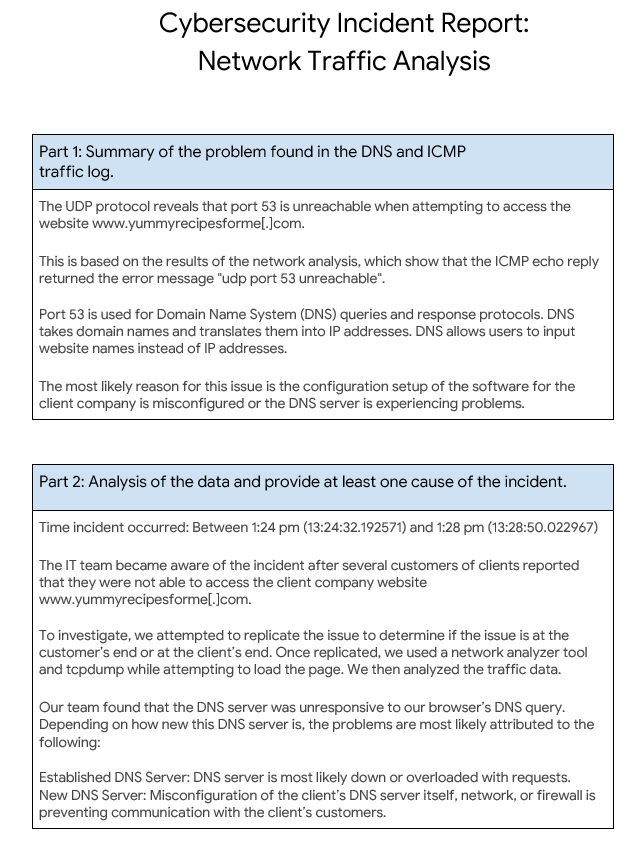 Cybersecurity Incident Report:
Network Traffic Analysis
Part 1: Summary of the problem found in the DNS and ICMP
traffic log.
The UDP protocol reveals that port 53 is unreachable when attempting to access the
website www.yummyrecipesforme[.]com.
This is based on the results of the network analysis, which show that the ICMP echo reply
returned the error message "udp port 53 unreachable".
Port 53 is used for Domain Name System (DNS) queries and response protocols. DNS
takes domain names and translates them into IP addresses. DNS allows users to input
website names instead of IP addresses.
The most likely reason for this issue is the configuration setup of the software for the
client company is misconfigured or the DNS server is experiencing problems.
Part 2: Analysis of the data and provide at least one cause of the incident.
Time incident occurred: Between 1:24 pm (13:24:32.192571) and 1:28 pm (13:28:50.022967)
The IT team became aware of the incident after several customers of clients reported
that they were not able to access the client company website
www.yummyrecipesforme[.]com.
To investigate, we attempted to replicate the issue to determine if the issue is at the
customer's end or at the client's end. Once replicated, we used a network analyzer tool
and tcpdump while attempting to load the page. We then analyzed the traffic data.
Our team found that the DNS server was unresponsive to our browser's DNS query.
Depending on how new this DNS server is, the problems are most likely attributed to the
following:
Established DNS Server: DNS server is most likely down or overloaded with requests.
New DNS Server: Misconfiguration of the client's DNS server itself, network, or firewall is
preventing communication with the client's customers.